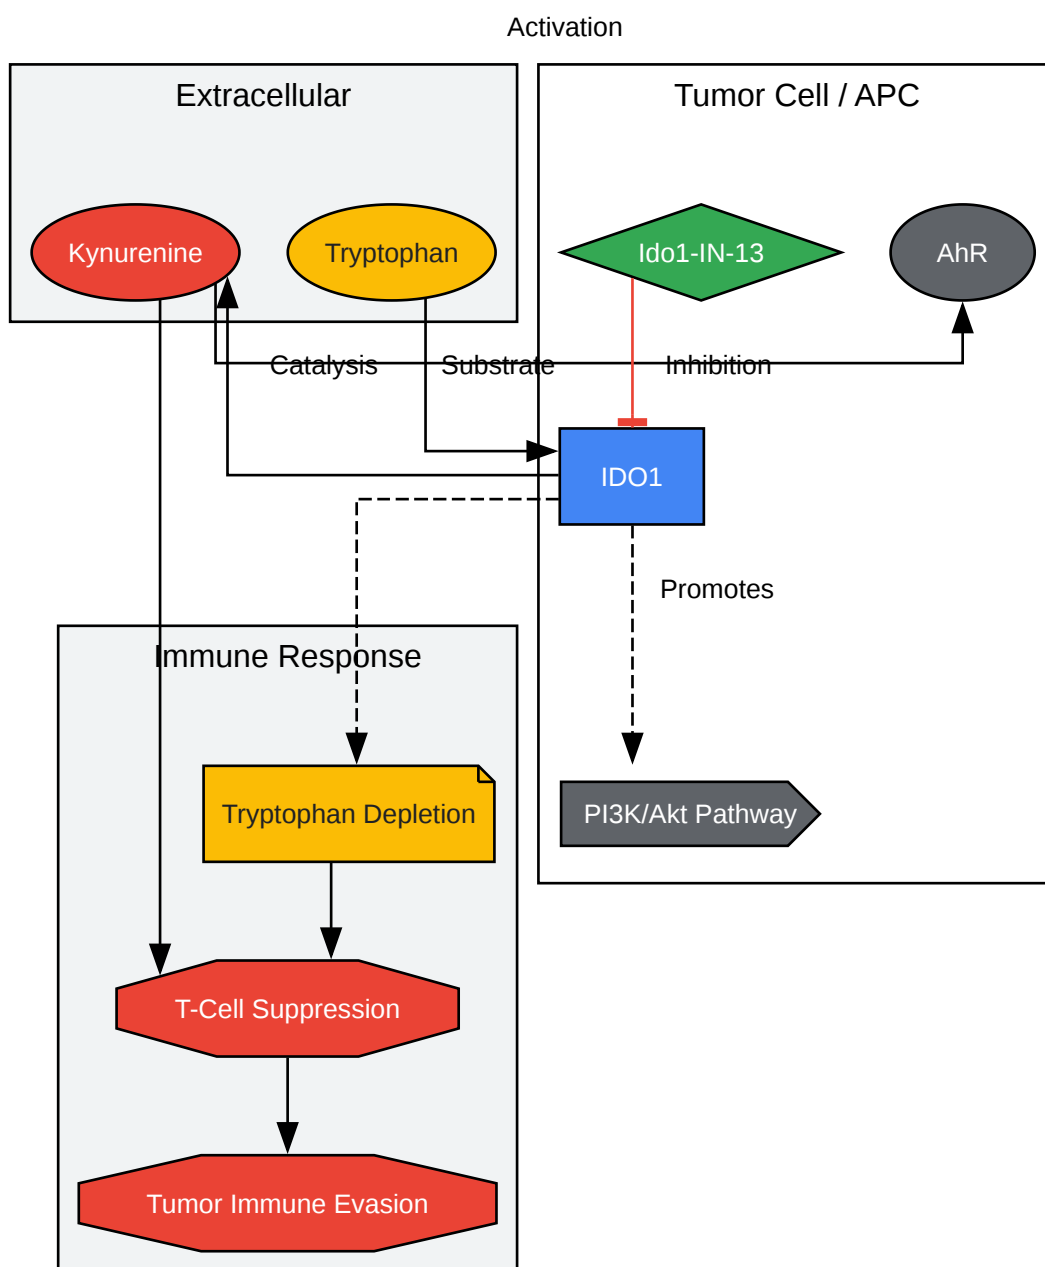 Activation
Extracellular
Tumor Cell / APC
Kynurenine
Tryptophan
Ido1-IN-13
AhR
Catalysis
Substrate
Inhibition
IDO1
Promotes
Immune Response
Tryptophan Depletion
PI3K/Akt Pathway
T-Cell Suppression
Tumor Immune Evasion